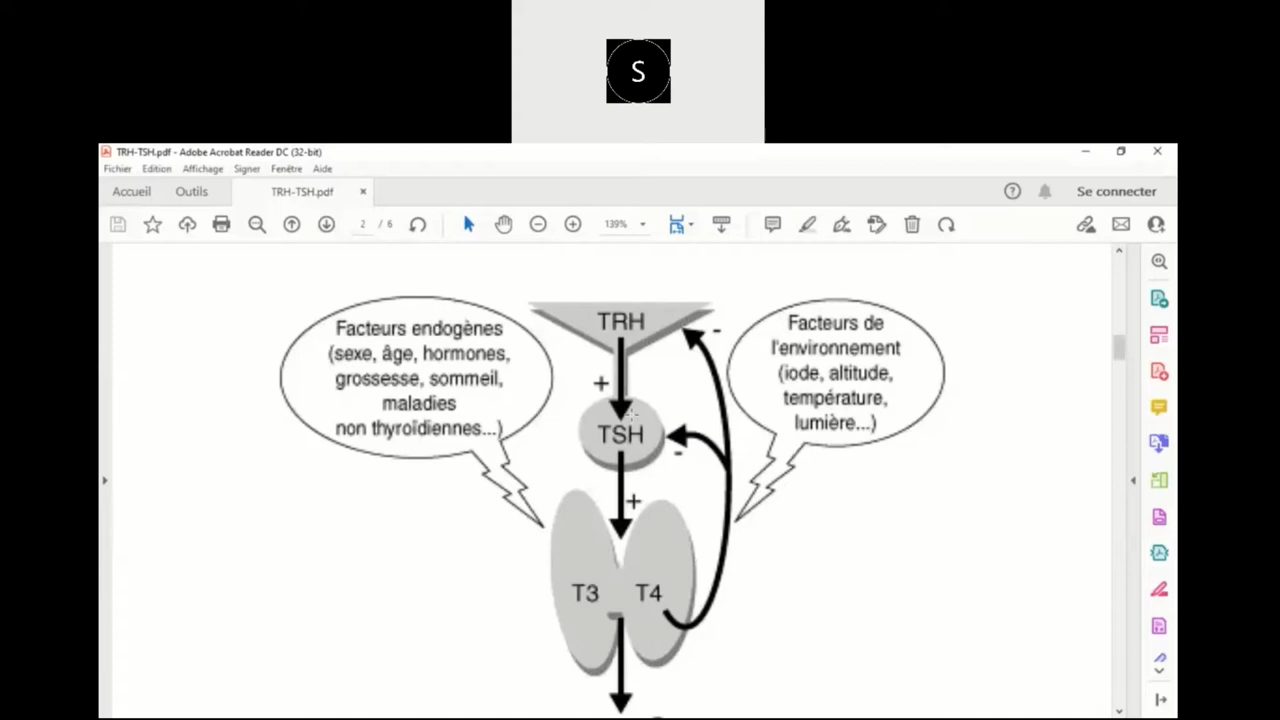 S
TRH-TSH.pdf - Adobe Acrobat Reader DC (32-bit)
Fichier Edition Affichage Signer Fenêtre Aide
Accueil Outils TRH-TSH.pdf × Se connecter
2 / 6 139%
Facteurs endogènes
(sexe, âge, hormones,
grossesse, sommeil,
maladies
non thyroïdiennes...)
TRH
-
+
TSH
-
+
T3 T4
Facteurs de
l'environnement
(iode, altitude,
température,
lumière...)